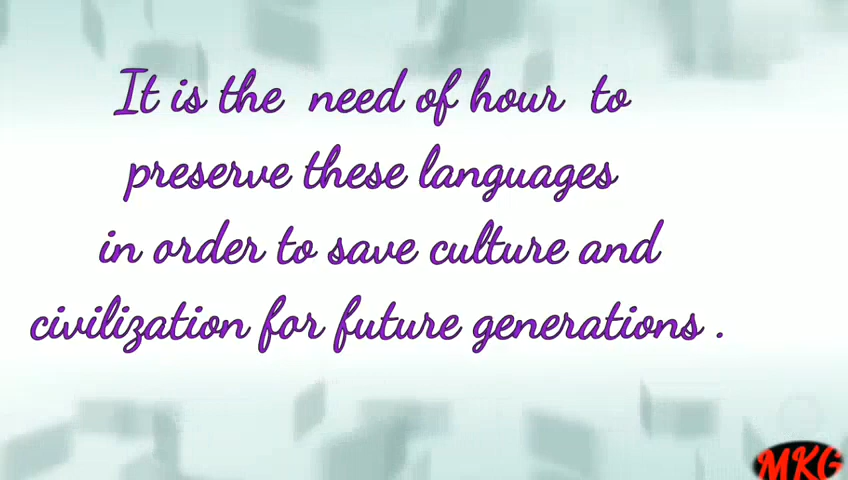 It is the need of hour to
preserve these languages
in order to save culture and
civilization for future generations .
MKG